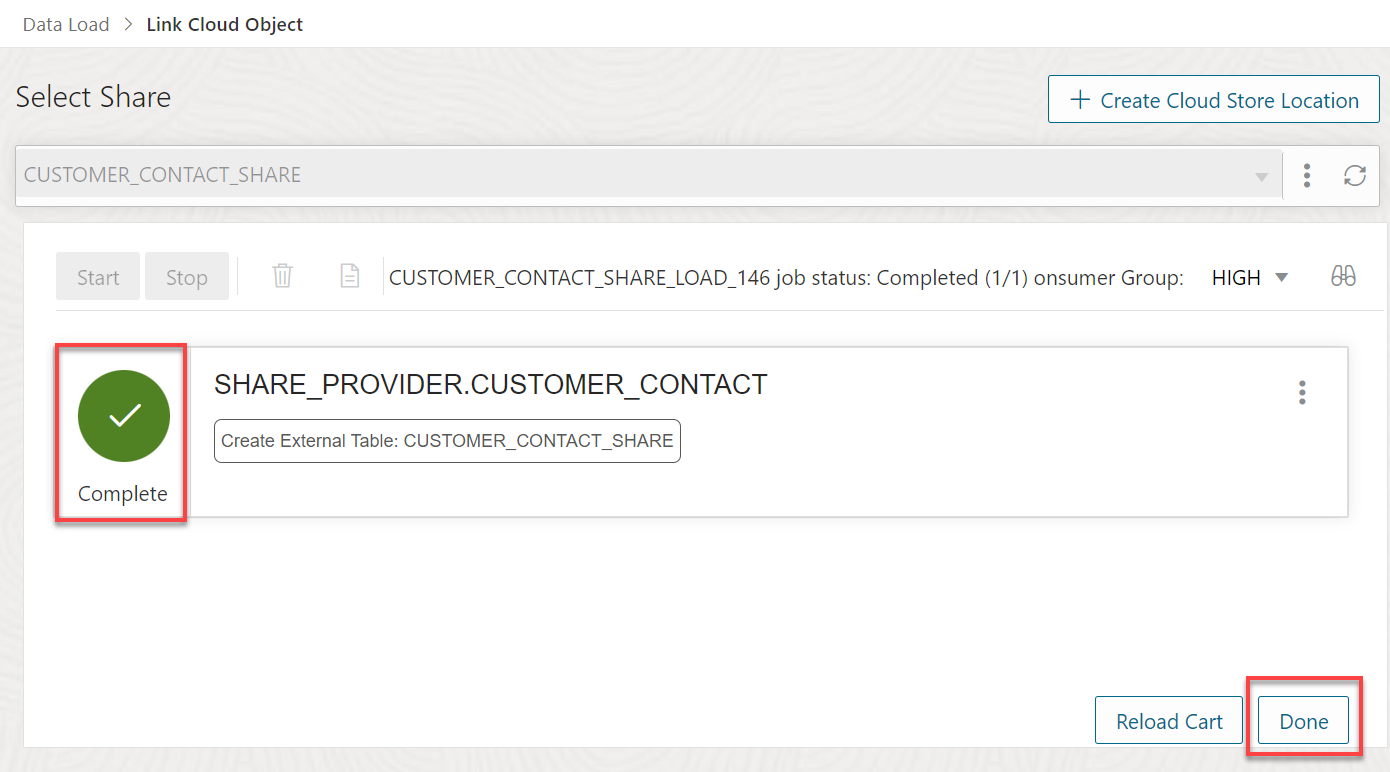 Data Load > Link Cloud Object
Select Share
+ Create Cloud Store Location
CUSTOMER_CONTACT_SHARE
Start Stop CUSTOMER_CONTACT_SHARE_LOAD_146 job status: Completed (1/1) onsumer Group: HIGH
SHARE_PROVIDER.CUSTOMER_CONTACT
Create External Table: CUSTOMER_CONTACT_SHARE
Complete
Reload Cart Done